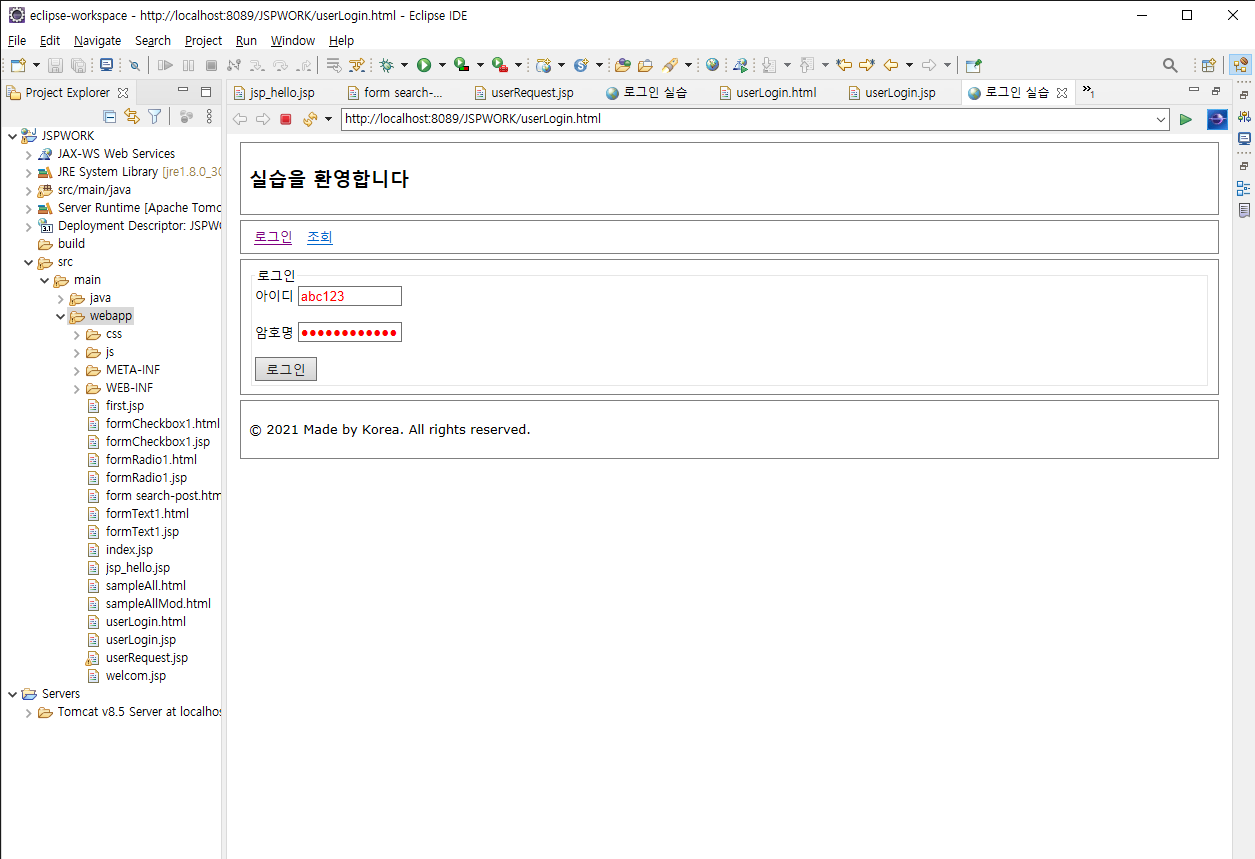 eclipse-workspace - http://localhost:8089/JSPWORK/userLogin.html - Eclipse IDE
File Edit Navigate Search Project Run Window Help
Project Explorer
jsp_hello.jsp form search-... userRequest.jsp 로그인 실습 userLogin.html userLogin.jsp 로그인 실습 »1
http://localhost:8089/JSPWORK/userLogin.html
JSPWORK
JAX-WS Web Services
JRE System Library [jre1.8.0_30
src/main/java
Server Runtime [Apache Tomc
Deployment Descriptor: JSPWO
build
src
main
java
webapp
css
js
META-INF
WEB-INF
first.jsp
formCheckbox1.html
formCheckbox1.jsp
formRadio1.html
formRadio1.jsp
form search-post.htm
formText1.html
formText1.jsp
index.jsp
jsp_hello.jsp
sampleAll.html
sampleAllMod.html
userLogin.html
userLogin.jsp
userRequest.jsp
welcom.jsp
Servers
Tomcat v8.5 Server at localhos
실습을 환영합니다
로그인 조회
로그인
아이디 abc123
암호명 ●●●●●●●●●●●●
로그인
© 2021 Made by Korea. All rights reserved.